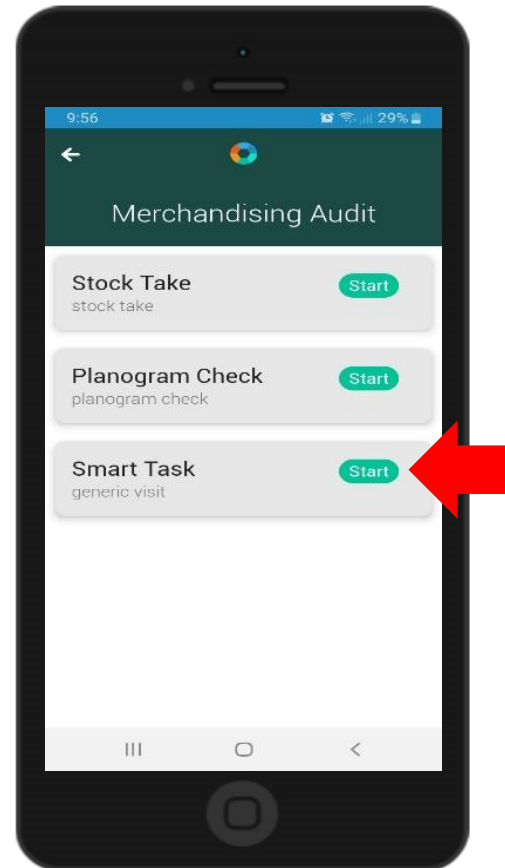 9:56
29%
Merchandising Audit
Stock Take
Start
stock take
Planogram Check
Start
planogram check
Smart Task
Start
generic visit